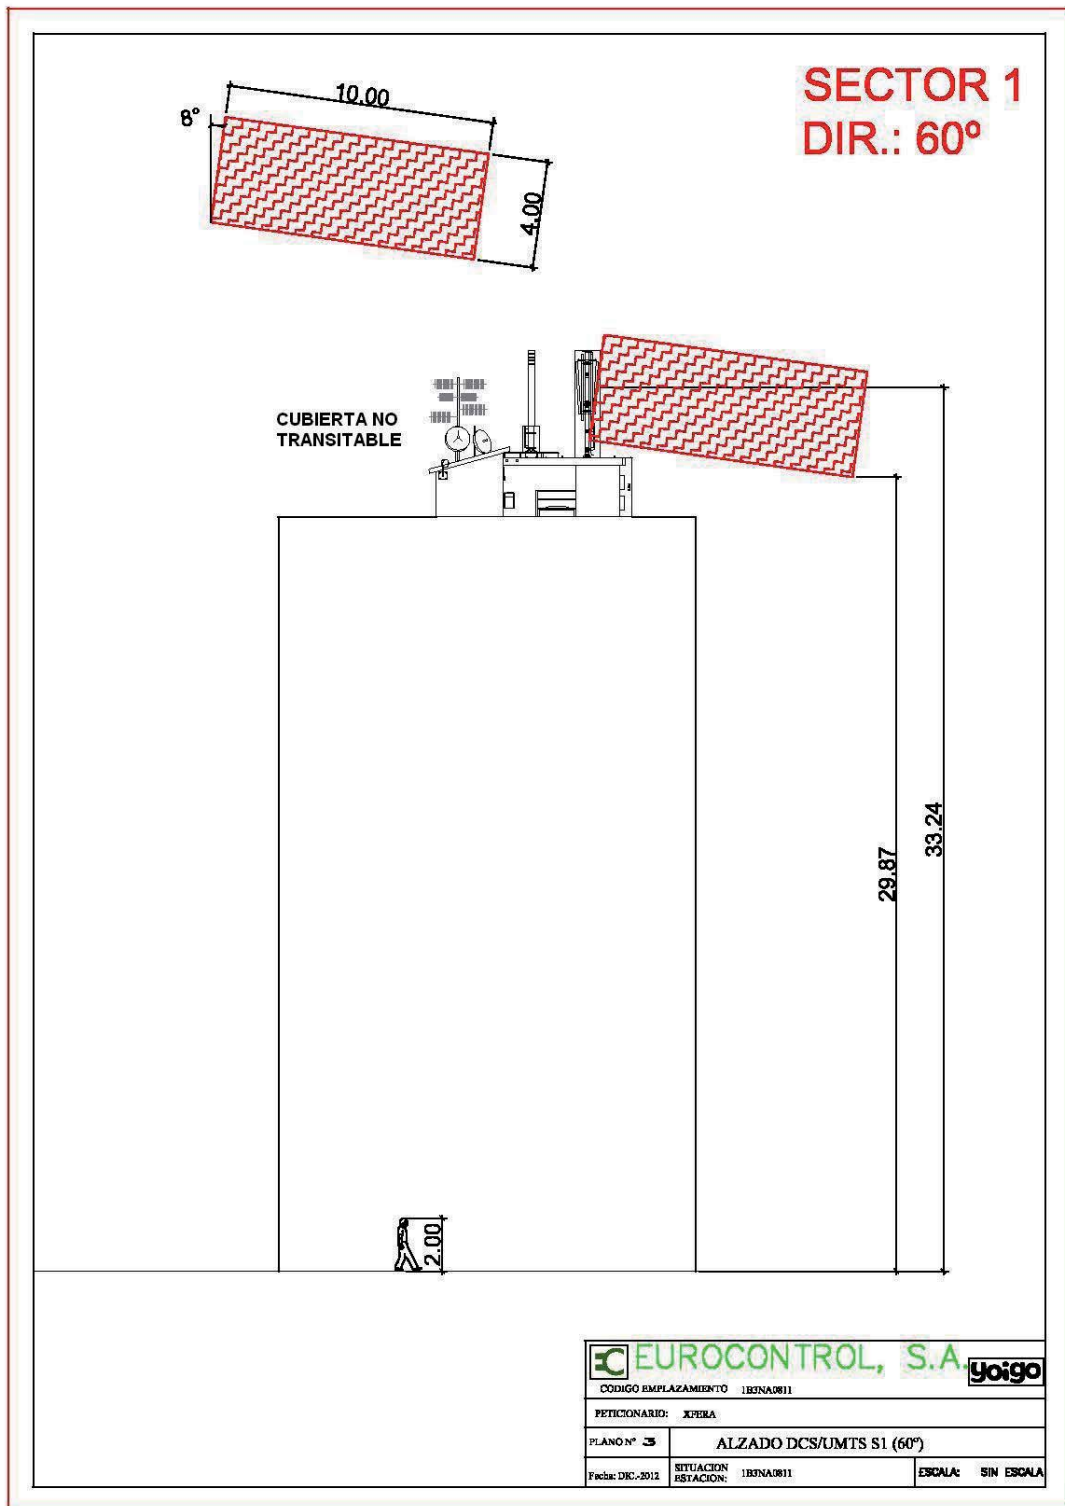 SECTOR 1
DIR.: 60º
10.00
8°
4.00
CUBIERTA NO
TRANSITABLE
33.24
29.87
2.00
EC EUROCONTROL, S.A. yoigo
CODIGO EMPLAZAMIENTO 1B3NA0811
PETICIONARIO: XFERA
PLANO Nº 3 ALZADO DCS/UMTS S1 (60º)
Fecha: DIC.-2012 SITUACION
ESTACION: 1B3NA0811 ESCALA: SIN ESCALA